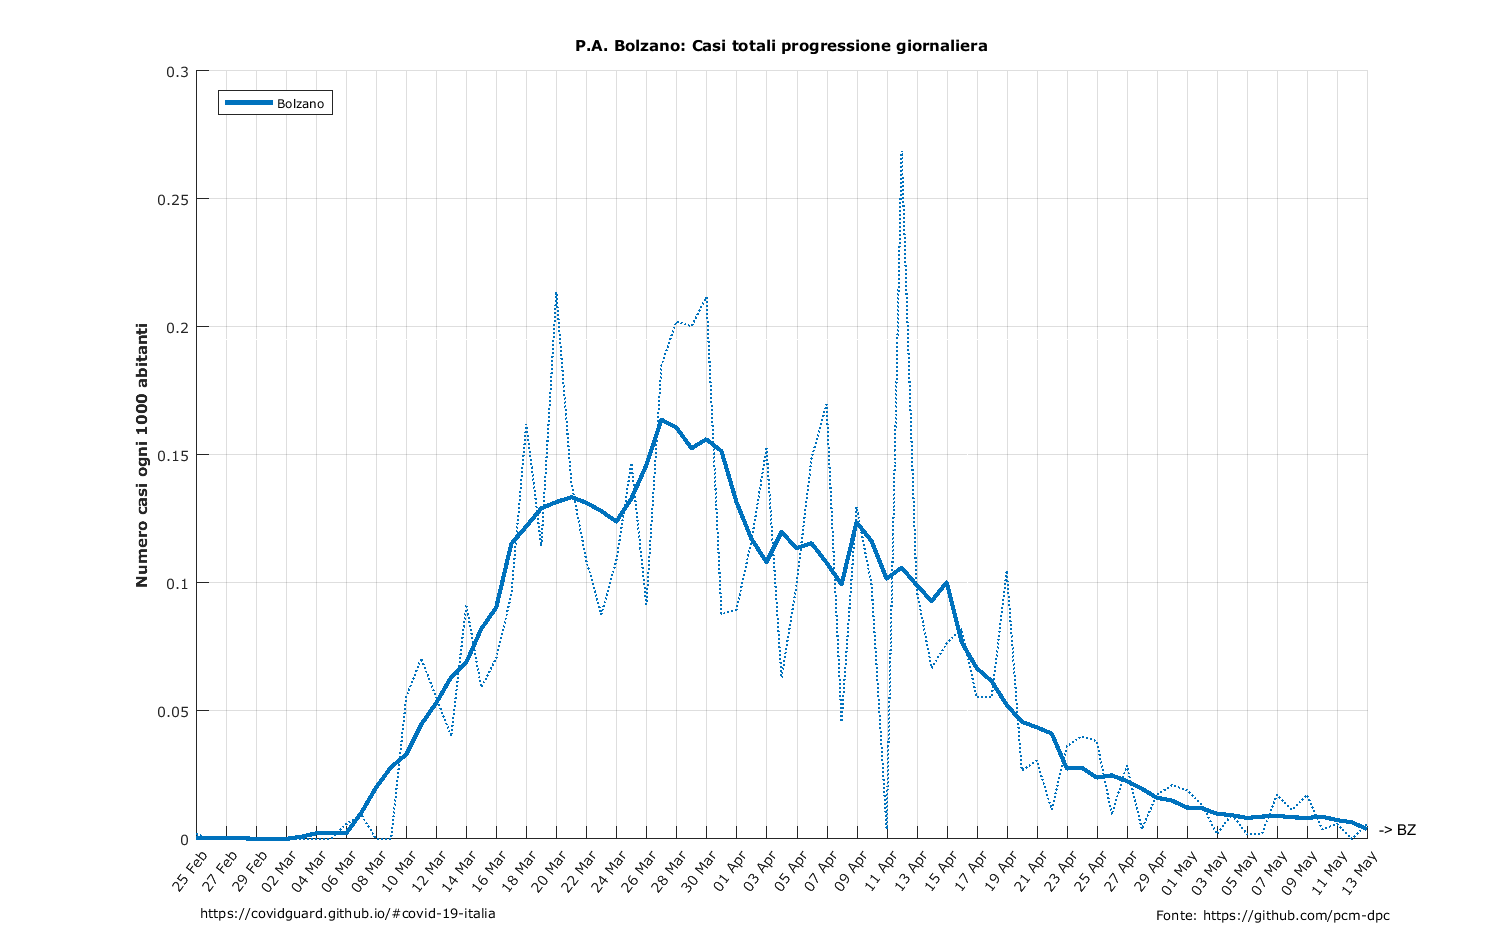 P.A. Bolzano: Casi totali progressione giornaliera
Bolzano
Numero casi ogni 1000 abitanti
0.3
0.25
0.2
0.15
0.1
0.05
0
25 Feb
27 Feb
29 Feb
02 Mar
04 Mar
06 Mar
08 Mar
10 Mar
12 Mar
14 Mar
16 Mar
18 Mar
20 Mar
22 Mar
24 Mar
26 Mar
28 Mar
30 Mar
01 Apr
03 Apr
05 Apr
07 Apr
09 Apr
11 Apr
13 Apr
15 Apr
17 Apr
19 Apr
21 Apr
23 Apr
25 Apr
27 Apr
29 Apr
01 May
03 May
05 May
07 May
09 May
11 May
13 May
-> BZ
https://covidguard.github.io/#covid-19-italia
Fonte: https://github.com/pcm-dpc